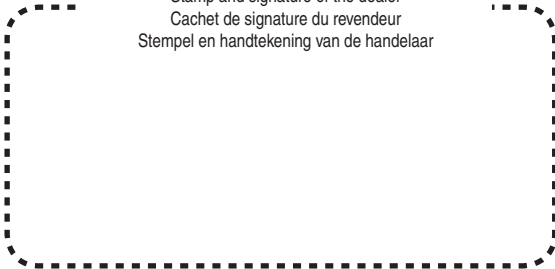 Stamp and signature of the dealer
Cachet de signature du revendeur
Stempel en handtekening van de handelaar